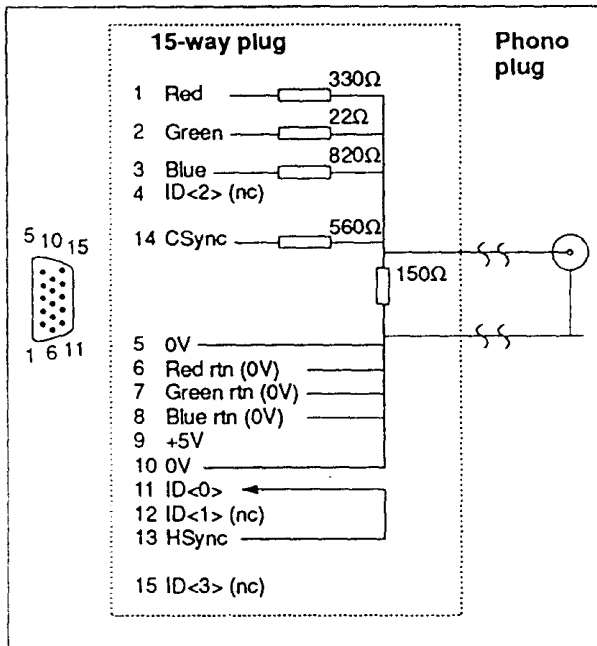 15-way plug
Phono
plug
330Ω
1 Red
22Ω
2 Green
820Ω
3 Blue
4 ID<2> (nc)
560Ω
14 CSync
5 10 15
150Ω
1 6 11
5 0V
6 Red rtn (0V)
7 Green rtn (0V)
8 Blue rtn (0V)
9 +5V
10 0V
11 ID<0>
12 ID<1> (nc)
13 HSync
15 ID<3> (nc)